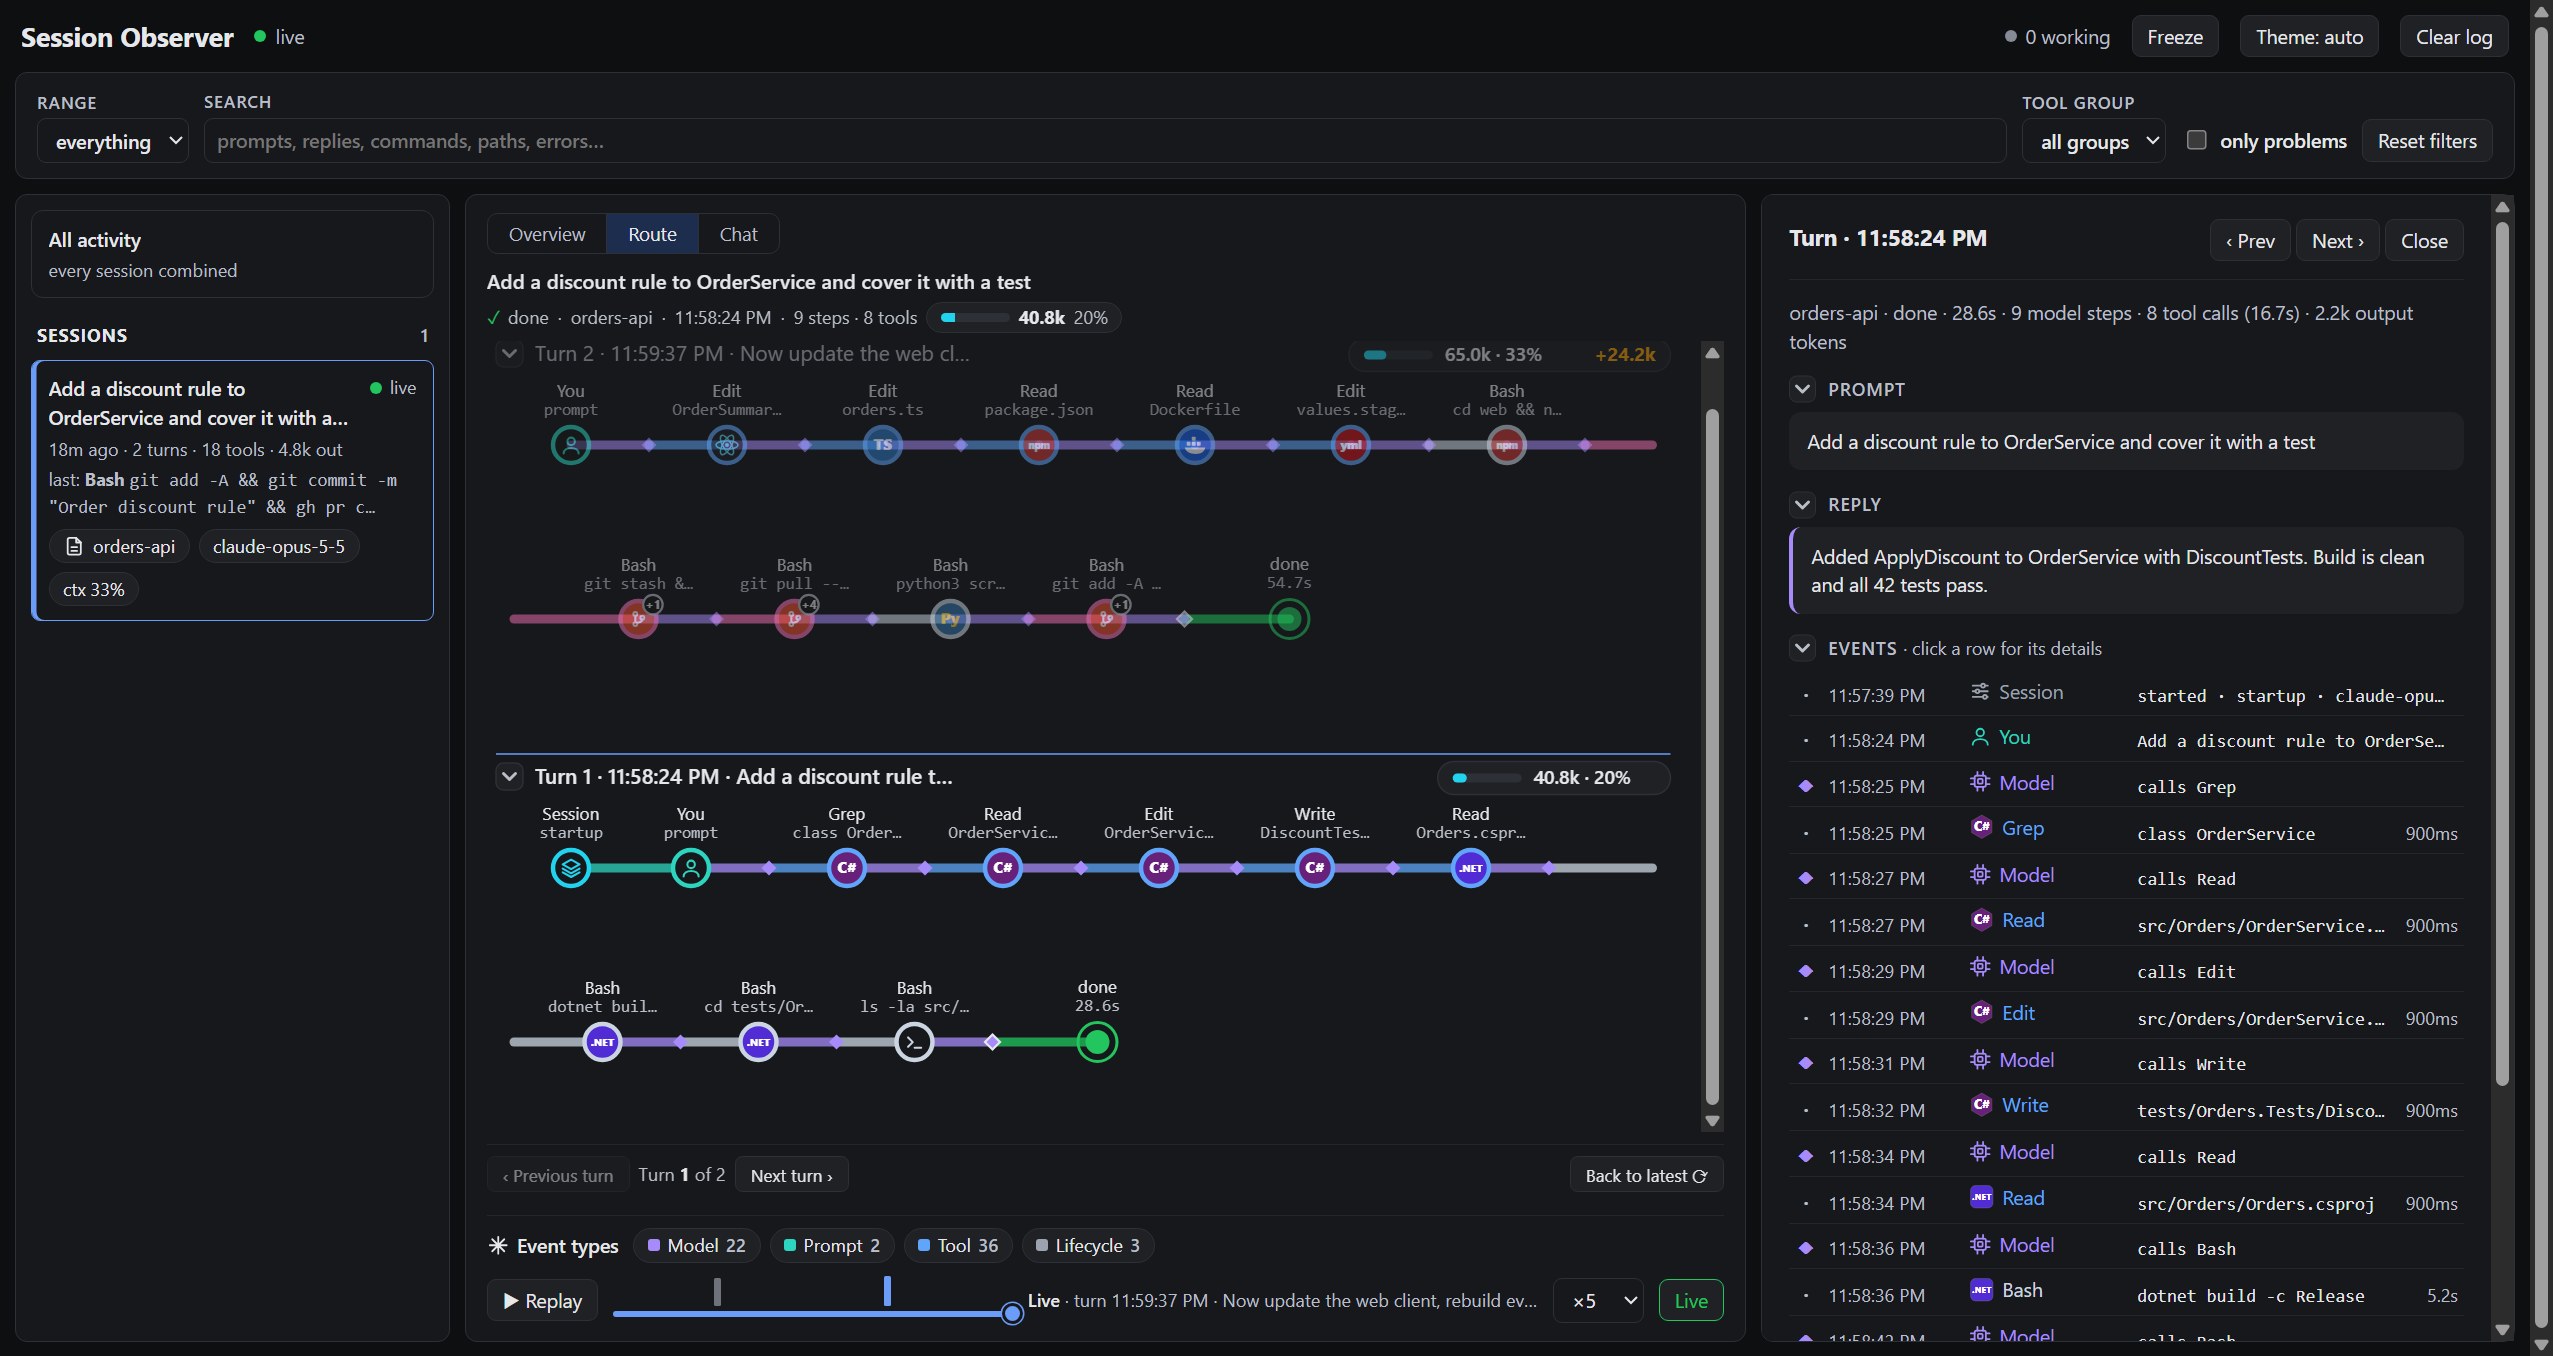 Session Observer
live
0 working
Freeze
Theme: auto
Clear log
RANGE
everything
SEARCH
prompts, replies, commands, paths, errors...
TOOL GROUP
all groups
only problems
Reset filters
All activity
every session combined
SESSIONS 1
Add a discount rule to
OrderService and cover it with a...
live
18m ago · 2 turns · 18 tools · 4.8k out
last: Bash git add -A && git commit -m
"Order discount rule" && gh pr c...
orders-api
claude-opus-5-5
ctx 33%
Overview
Route
Chat
Add a discount rule to OrderService and cover it with a test
✓ done · orders-api · 11:58:24 PM · 9 steps · 8 tools 40.8k 20%
Turn 2 · 11:59:37 PM · Now update the web cl... 65.0k · 33% +24.2k
You Edit Edit Read Read Edit Bash
prompt OrderSummar... orders.ts package.json Dockerfile values.stag... cd web && n...
TS npm yml npm
Bash Bash Bash Bash done
git stash &... git pull --... python3 scr... git add -A ... 54.7s
+1 +4 Py +1
Turn 1 · 11:58:24 PM · Add a discount rule t... 40.8k · 20%
Session You Grep Read Edit Write Read
startup prompt class Order... OrderServic... OrderServic... DiscountTes... Orders.cspr...
C# C# C# C# .NET
Bash Bash Bash done
dotnet buil... cd tests/Or... ls -la src/... 28.6s
.NET .NET >_
‹ Previous turn
Turn 1 of 2
Next turn ›
Back to latest ⟳
Event types
Model 22
Prompt 2
Tool 36
Lifecycle 3
▶ Replay
Live · turn 11:59:37 PM · Now update the web client, rebuild ev...
×5
Live
Turn · 11:58:24 PM
‹ Prev
Next ›
Close
orders-api · done · 28.6s · 9 model steps · 8 tool calls (16.7s) · 2.2k output
tokens
PROMPT
Add a discount rule to OrderService and cover it with a test
REPLY
Added ApplyDiscount to OrderService with DiscountTests. Build is clean
and all 42 tests pass.
EVENTS · click a row for its details
· 11:57:39 PM Session started · startup · claude-opu...
· 11:58:24 PM You Add a discount rule to OrderSe...
11:58:25 PM Model calls Grep
· 11:58:25 PM C# Grep class OrderService 900ms
11:58:27 PM Model calls Read
· 11:58:27 PM C# Read src/Orders/OrderService.... 900ms
11:58:29 PM Model calls Edit
· 11:58:29 PM C# Edit src/Orders/OrderService.... 900ms
11:58:31 PM Model calls Write
· 11:58:32 PM C# Write tests/Orders.Tests/Disco... 900ms
11:58:34 PM Model calls Read
· 11:58:34 PM .NET Read src/Orders/Orders.csproj 900ms
11:58:36 PM Model calls Bash
· 11:58:36 PM .NET Bash dotnet build -c Release 5.2s
11:58:42 PM Model calls Bash